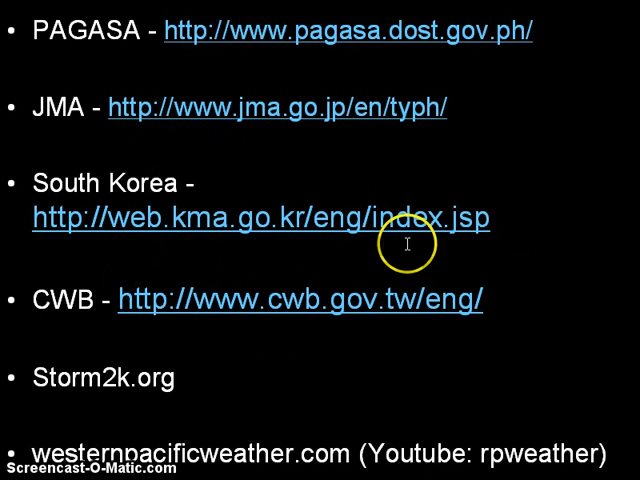 • PAGASA - http://www.pagasa.dost.gov.ph/
• JMA - http://www.jma.go.jp/en/typh/
• South Korea -
http://web.kma.go.kr/eng/index.jsp
• CWB - http://www.cwb.gov.tw/eng/
• Storm2k.org
• westernpacificweather.com (Youtube: rpweather)
Screencast-O-Matic.com